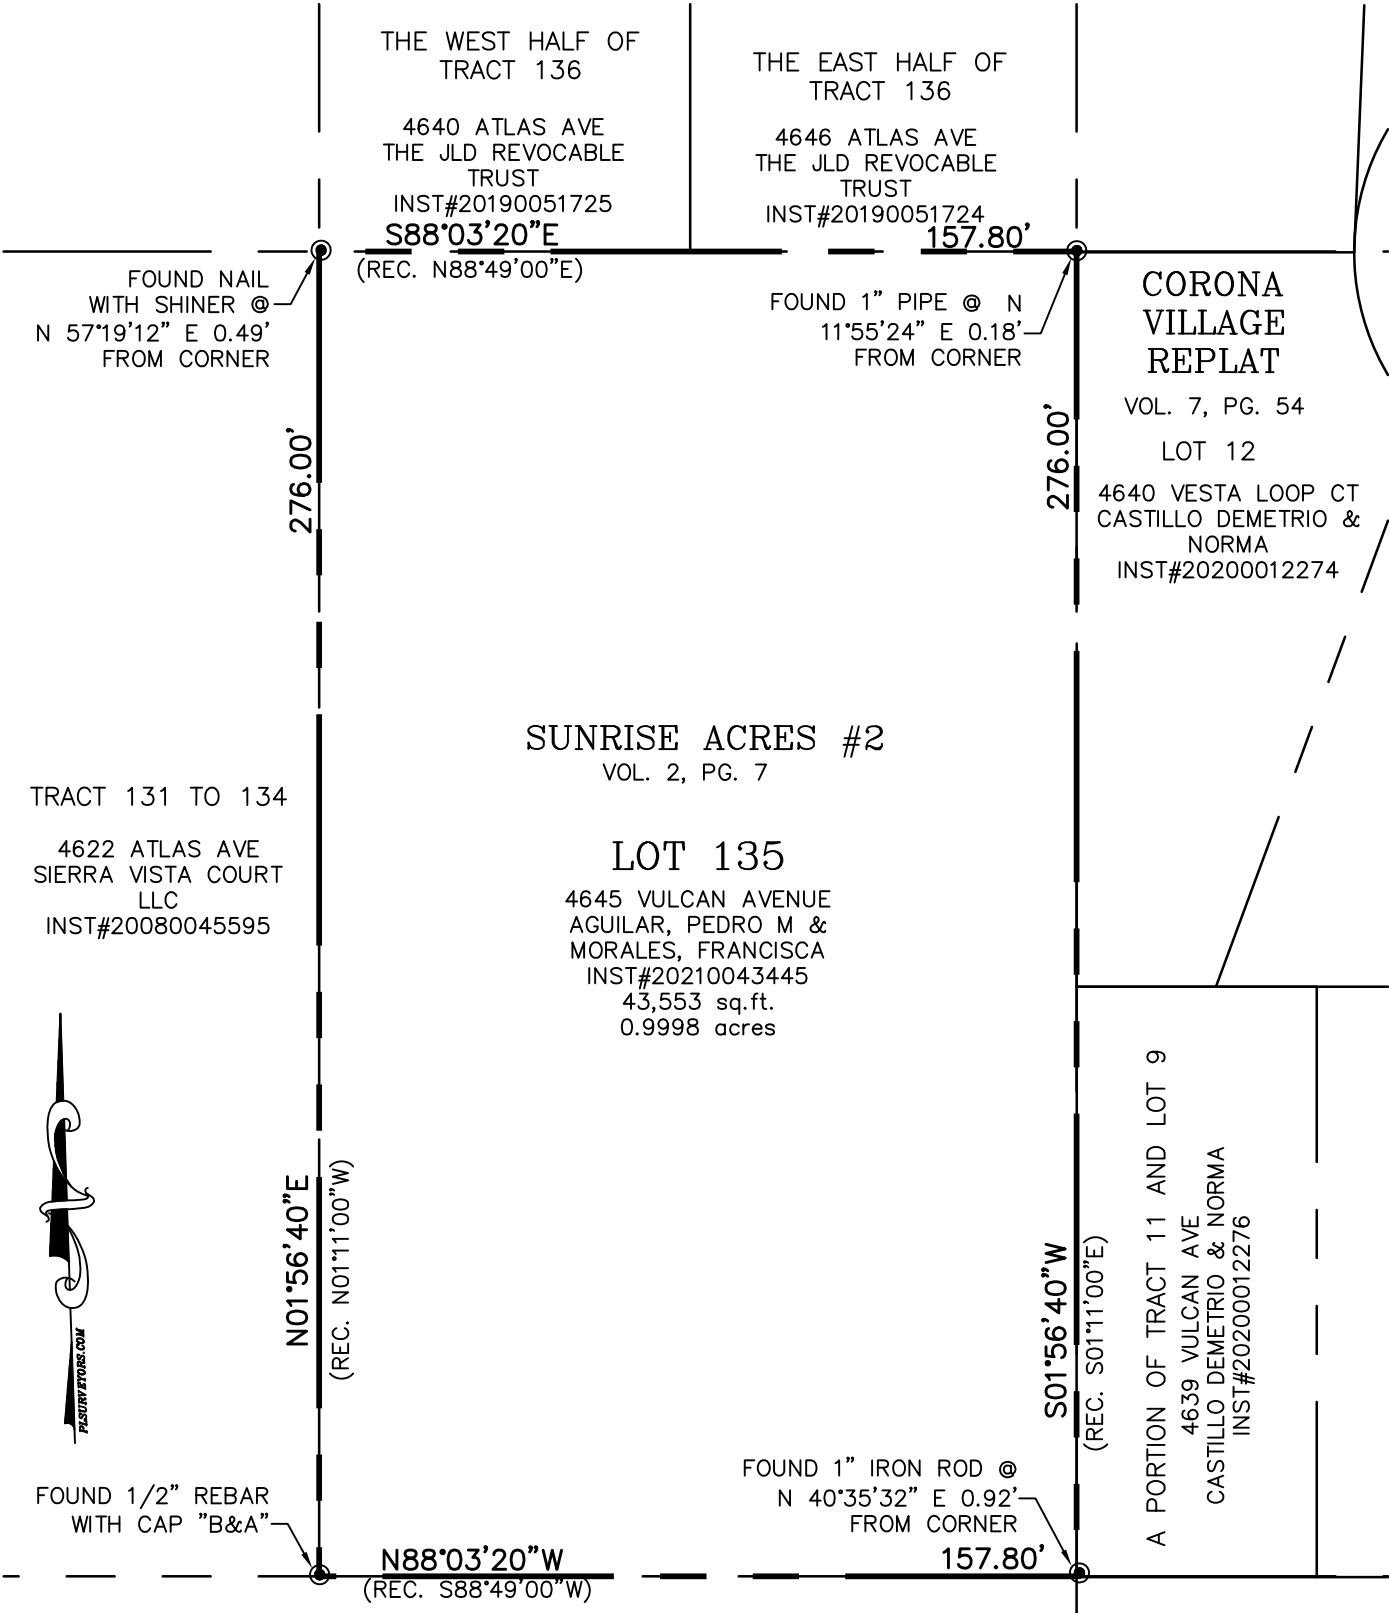 THE WEST HALF OF
TRACT 136
4640 ATLAS AVE
THE JLD REVOCABLE
TRUST
INST#20190051725
THE EAST HALF OF
TRACT 136
4646 ATLAS AVE
THE JLD REVOCABLE
TRUST
INST#20190051724
S88°03'20"E
(REC. N88°49'00"E)
157.80'
FOUND NAIL
WITH SHINER @
N 57°19'12" E 0.49'
FROM CORNER
FOUND 1" PIPE @ N
11°55'24" E 0.18'
FROM CORNER
CORONA
VILLAGE
REPLAT
VOL. 7, PG. 54
LOT 12
4640 VESTA LOOP CT
CASTILLO DEMETRIO &
NORMA
INST#20200012274
276.00'
276.00'
SUNRISE ACRES #2
VOL. 2, PG. 7
LOT 135
4645 VULCAN AVENUE
AGUILAR, PEDRO M &
MORALES, FRANCISCA
INST#20210043445
43,553 sq.ft.
0.9998 acres
TRACT 131 TO 134
4622 ATLAS AVE
SIERRA VISTA COURT
LLC
INST#20080045595
PLSURVEYORS.COM
N01°56'40"E
(REC. N01°11'00"W)
S01°56'40"W
(REC. S01°11'00"E)
A PORTION OF TRACT 11 AND LOT 9
4639 VULCAN AVE
CASTILLO DEMETRIO & NORMA
INST#20200012276
FOUND 1/2" REBAR
WITH CAP "B&A"
FOUND 1" IRON ROD @
N 40°35'32" E 0.92'
FROM CORNER
N88°03'20"W
(REC. S88°49'00"W)
157.80'